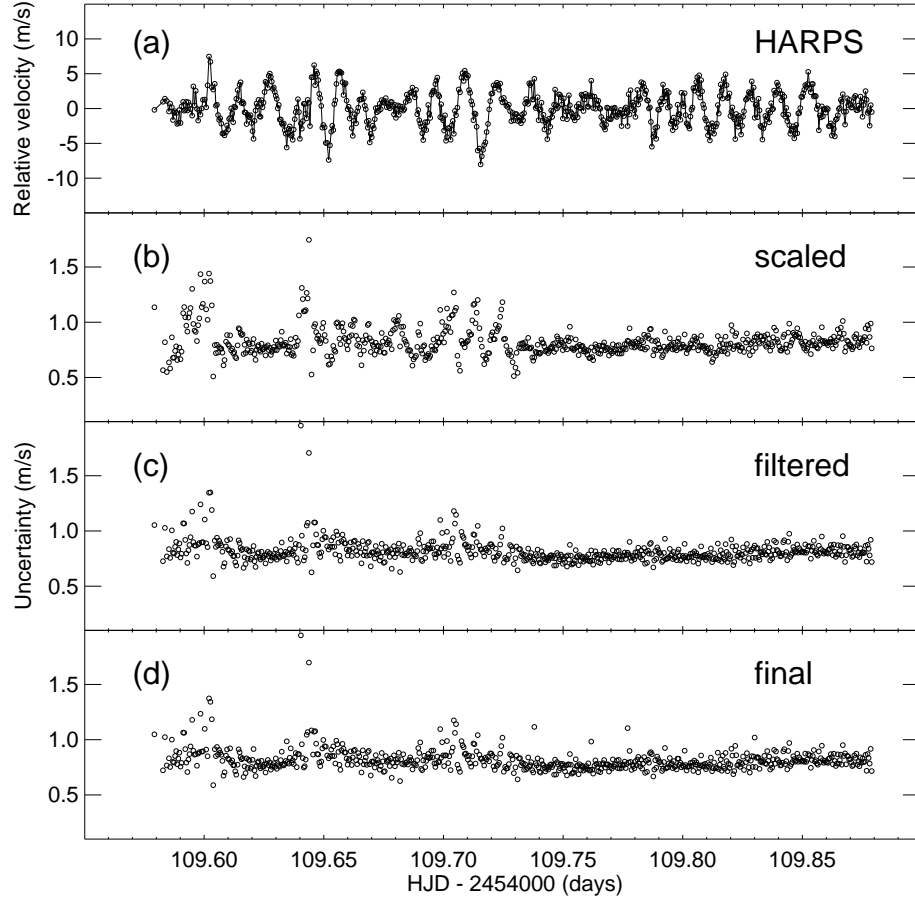 (a)
HARPS
10
5
0
-5
-10
Relative velocity (m/s)
(b)
scaled
1.5
1.0
0.5
(c)
filtered
1.5
1.0
0.5
Uncertainty (m/s)
(d)
final
1.5
1.0
0.5
109.60 109.65 109.70 109.75 109.80 109.85
HJD - 2454000 (days)